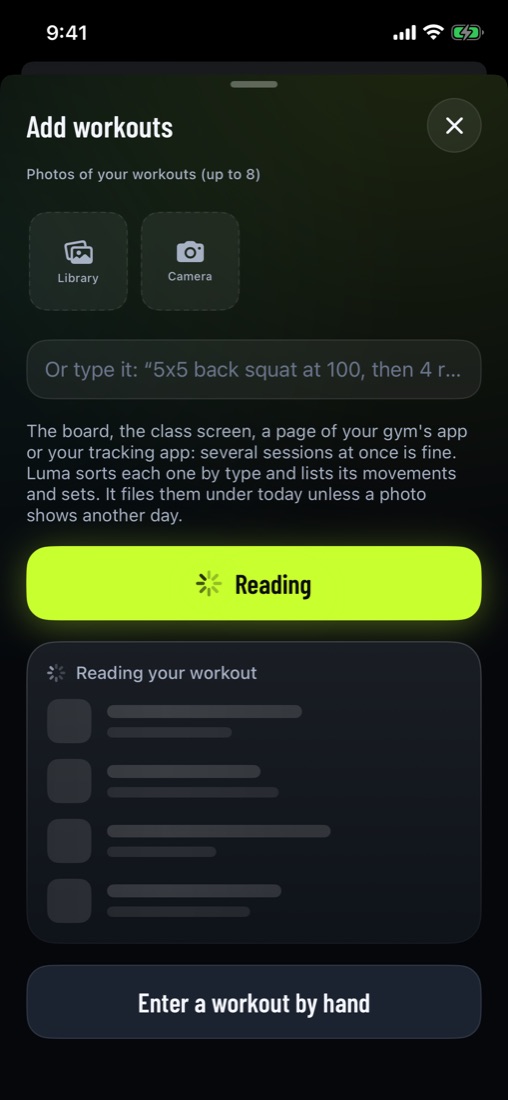 9:41
Add workouts
Photos of your workouts (up to 8)
Library
Camera
Or type it: “5x5 back squat at 100, then 4 r...
The board, the class screen, a page of your gym's app
or your tracking app: several sessions at once is fine.
Luma sorts each one by type and lists its movements
and sets. It files them under today unless a photo
shows another day.
Reading
Reading your workout
Enter a workout by hand